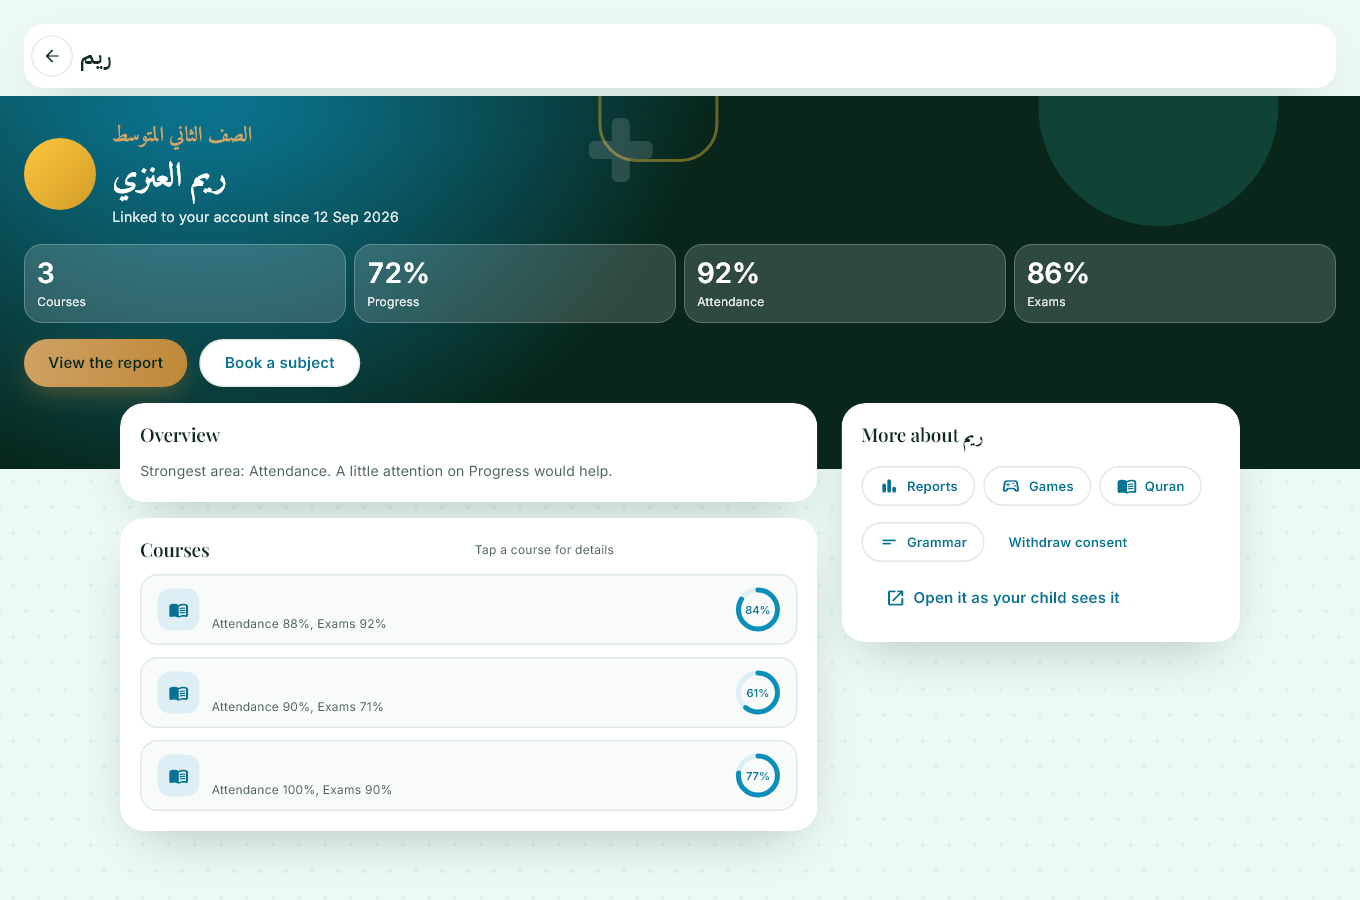 ريم
الصف الثاني المتوسط
ريم العنزي
Linked to your account since 12 Sep 2026
3
Courses
72%
Progress
92%
Attendance
86%
Exams
View the report
Book a subject
Overview
Strongest area: Attendance. A little attention on Progress would help.
Courses
Tap a course for details
Attendance 88%, Exams 92%
84%
Attendance 90%, Exams 71%
61%
Attendance 100%, Exams 90%
77%
More about ريم
Reports
Games
Quran
Grammar
Withdraw consent
Open it as your child sees it